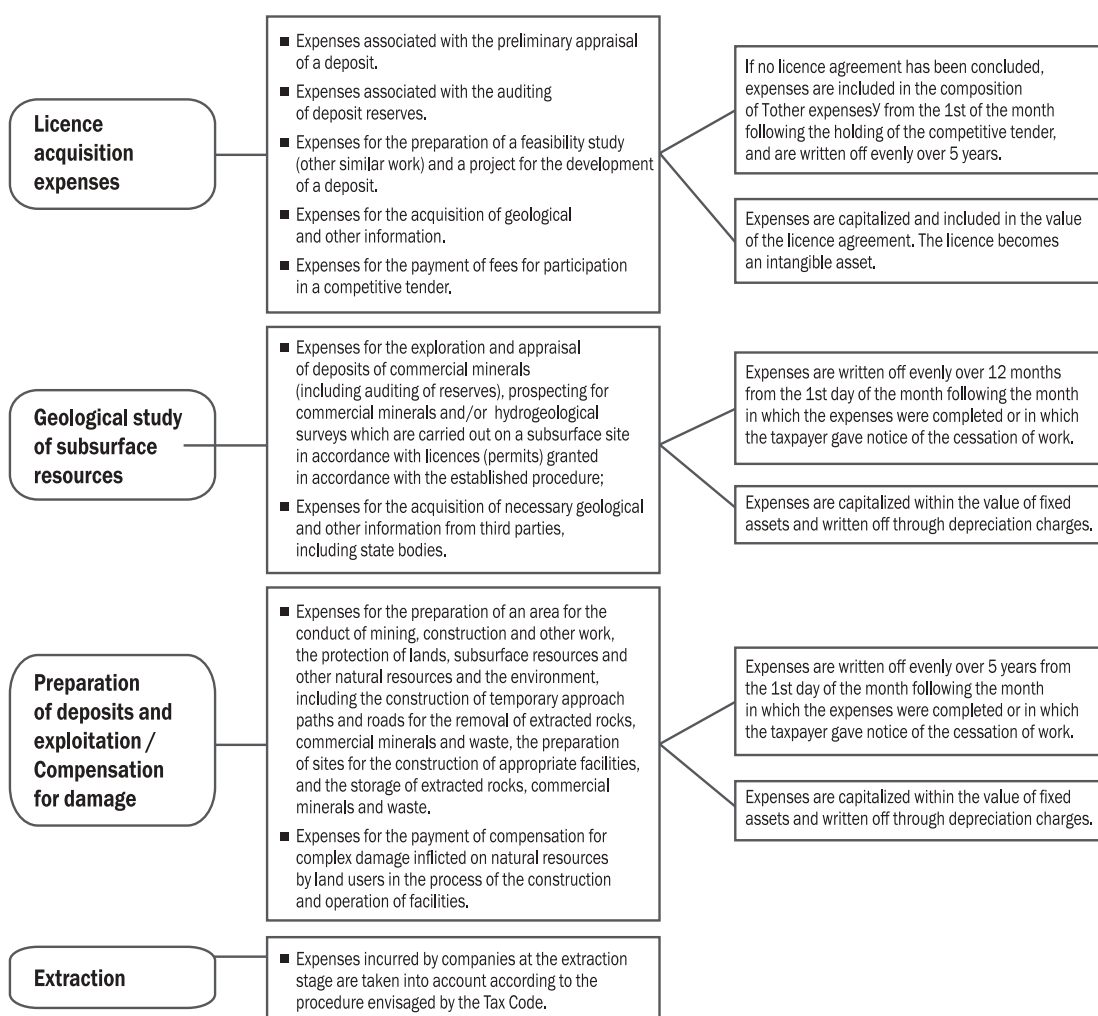 Licence
acquisition
expenses
■ Expenses associated with the preliminary appraisal
of a deposit.
■ Expenses associated with the auditing
of deposit reserves.
■ Expenses for the preparation of a feasibility study
(other similar work) and a project for the development
of a deposit.
■ Expenses for the acquisition of geological
and other information.
■ Expenses for the payment of fees for participation
in a competitive tender.
If no licence agreement has been concluded,
expenses are included in the composition
of Tother expensesУ from the 1st of the month
following the holding of the competitive tender,
and are written off evenly over 5 years.
Expenses are capitalized and included in the value
of the licence agreement. The licence becomes
an intangible asset.
Geological study
of subsurface
resources
■ Expenses for the exploration and appraisal
of deposits of commercial minerals
(including auditing of reserves), prospecting for
commercial minerals and/or hydrogeological
surveys which are carried out on a subsurface site
in accordance with licences (permits) granted
in accordance with the established procedure;
■ Expenses for the acquisition of necessary geological
and other information from third parties,
including state bodies.
Expenses are written off evenly over 12 months
from the 1st day of the month following the month
in which the expenses were completed or in which
the taxpayer gave notice of the cessation of work.
Expenses are capitalized within the value of fixed
assets and written off through depreciation charges.
Preparation
of deposits and
exploitation /
Compensation
for damage
■ Expenses for the preparation of an area for the
conduct of mining, construction and other work,
the protection of lands, subsurface resources and
other natural resources and the environment,
including the construction of temporary approach
paths and roads for the removal of extracted rocks,
commercial minerals and waste, the preparation
of sites for the construction of appropriate facilities,
and the storage of extracted rocks, commercial
minerals and waste.
■ Expenses for the payment of compensation for
complex damage inflicted on natural resources
by land users in the process of the construction
and operation of facilities.
Expenses are written off evenly over 5 years from
the 1st day of the month following the month
in which the expenses were completed or in which
the taxpayer gave notice of the cessation of work.
Expenses are capitalized within the value of fixed
assets and written off through depreciation charges.
Extraction
■ Expenses incurred by companies at the extraction
stage are taken into account according to the
procedure envisaged by the Tax Code.